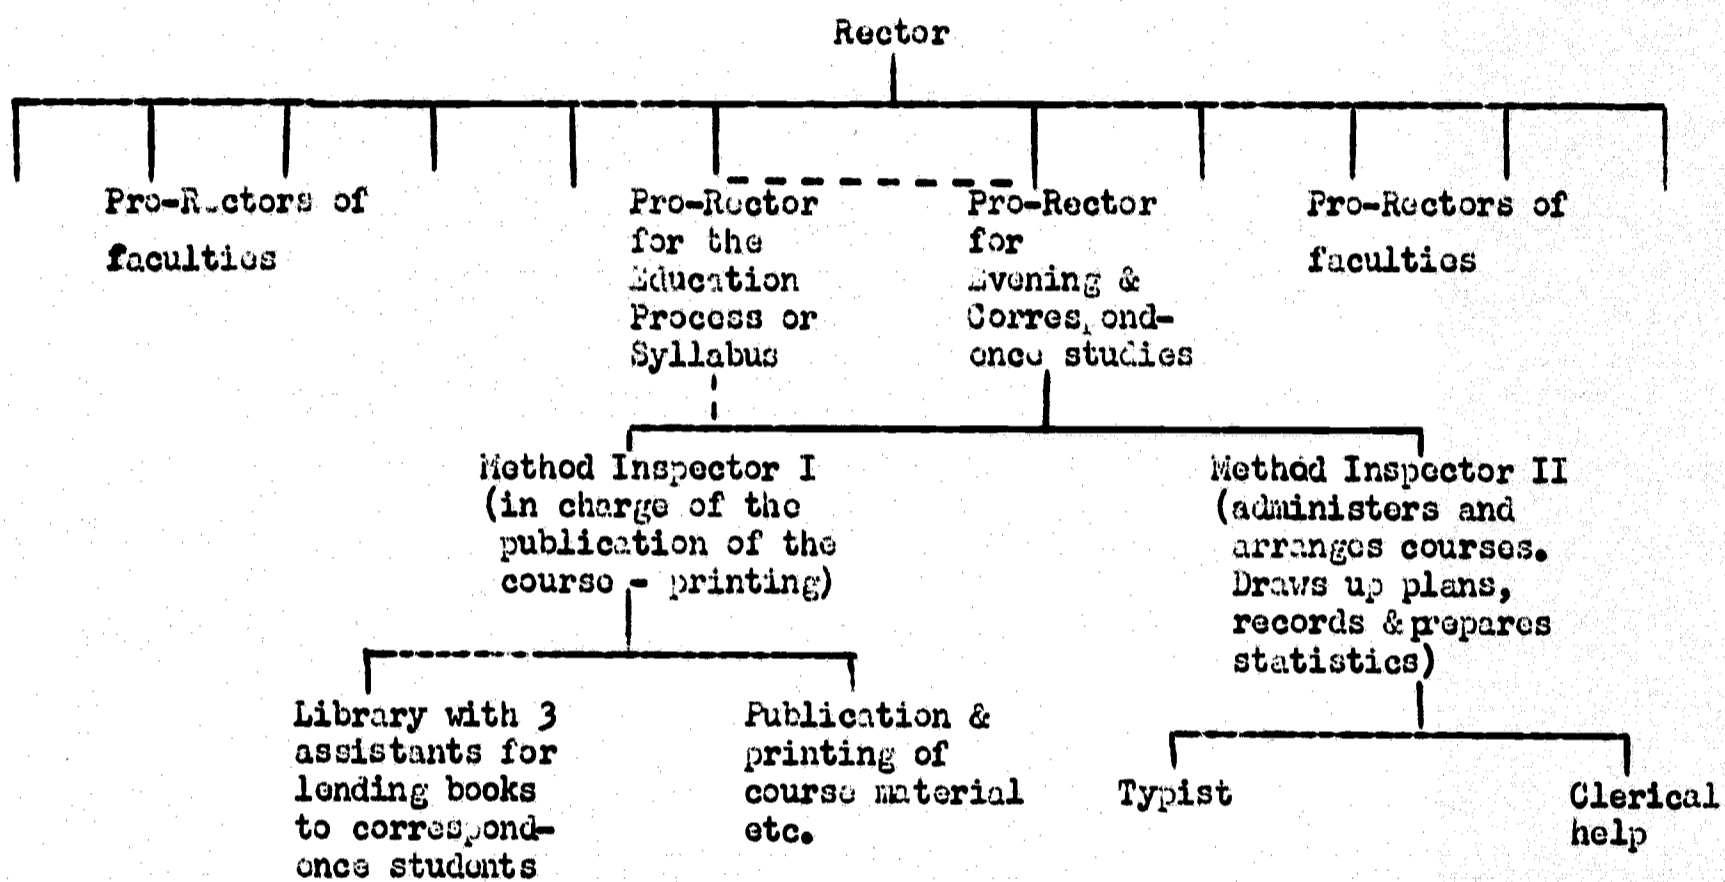 Rector
Pro-Rectors of
faculties
Pro-Rector
for the
Education
Process or
Syllabus
Pro-Rector
for
Evening &
Correspond-
ence studies
Pro-Rectors of
faculties
Method Inspector I
(in charge of the
publication of the
course - printing)
Method Inspector II
(administers and
arranges courses.
Draws up plans,
records & prepares
statistics)
Library with 3
assistants for
lending books
to correspond-
ence students
Publication &
printing of
course material
etc.
Typist
Clerical
help